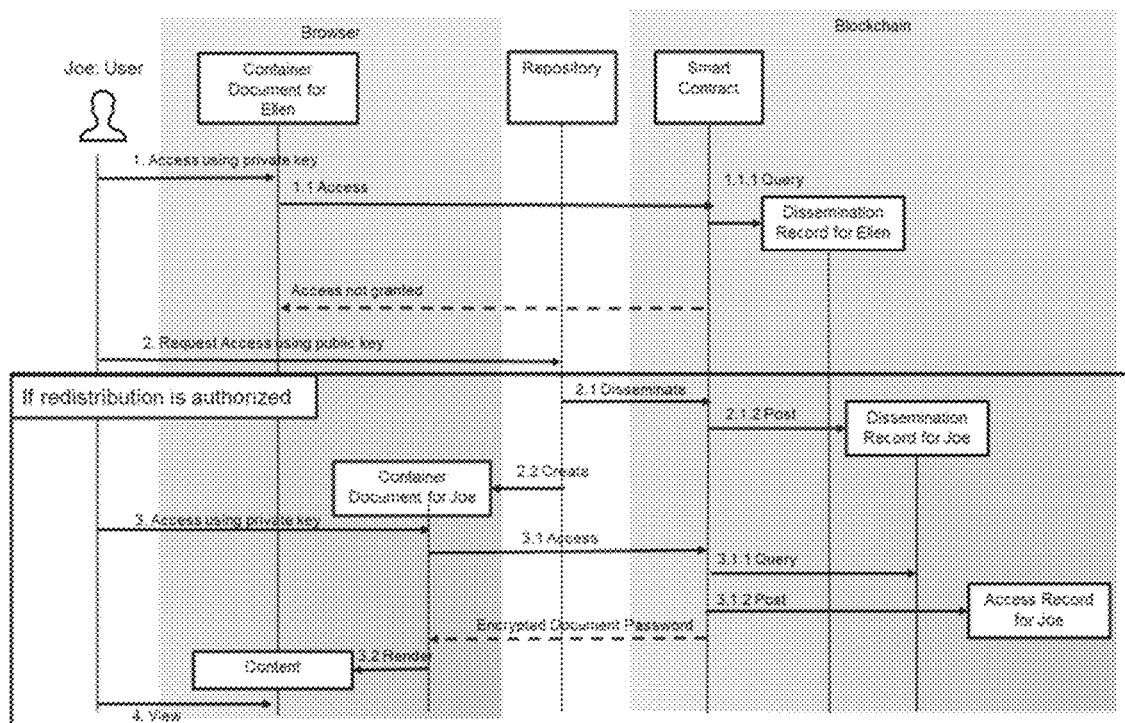 Browser
Blockchain
Joe: User
Container
Document for
Ellen
Repository
Smart
Contract
1. Access using private key
1.1 Access
1.1.1 Query
Dissemination
Record for Ellen
Access not granted
2. Request Access using public key
If redistribution is authorized
2.1 Disseminate
2.1.2 Post
Dissemination
Record for Joe
Container
Document for Joe
2.2 Create
3. Access using private key
3.1 Access
3.1.1 Query
3.1.2 Post
Access Record
for Joe
Encrypted Document Password
Content
3.2 Render
4. View